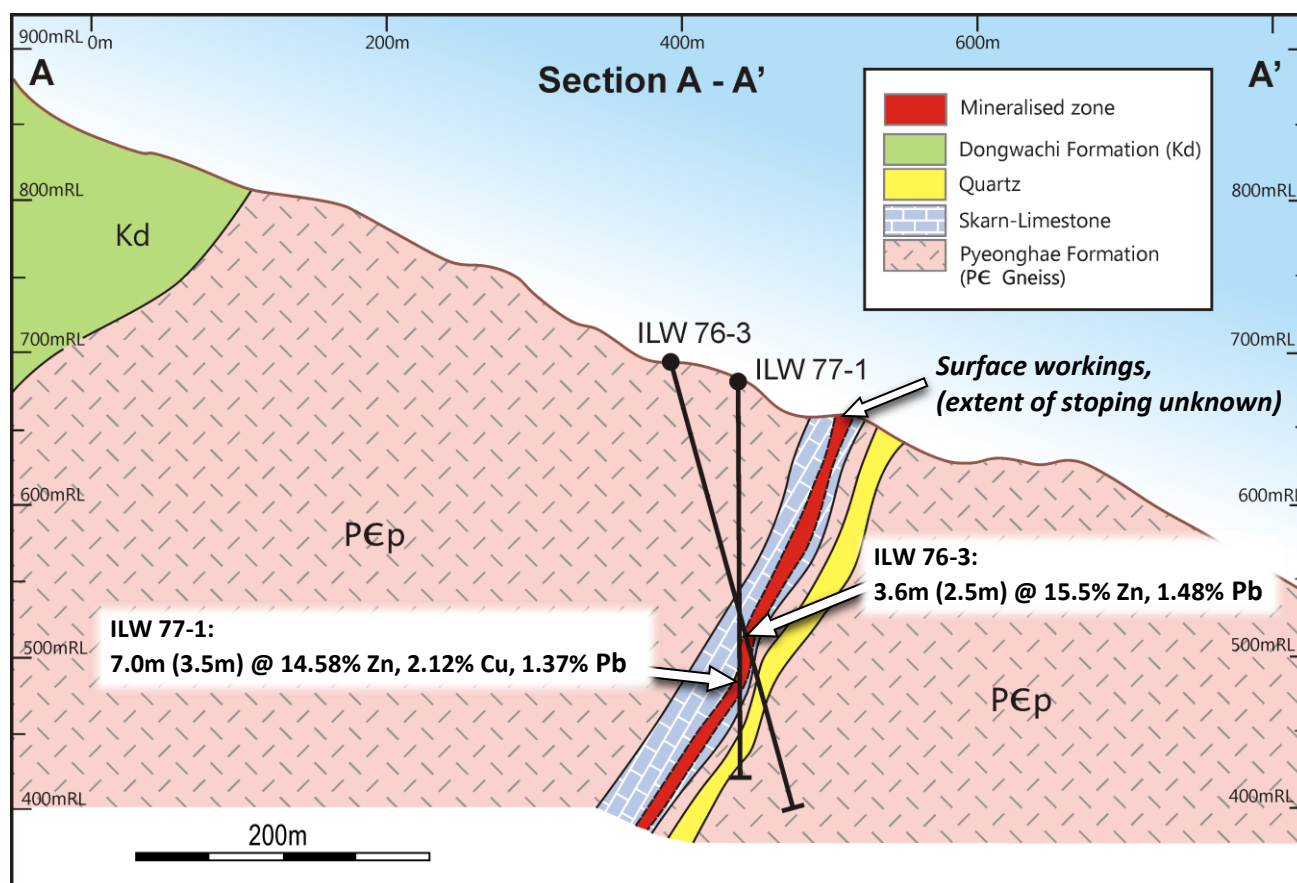 900mRL
0m
200m
400m
600m
A
Section A - A’
A’
Mineralised zone
Dongwachi Formation (Kd)
Quartz
Skarn-Limestone
Pyeonghae Formation
(PЄ Gneiss)
800mRL
800mRL
Kd
700mRL
700mRL
ILW 76-3
ILW 77-1
Surface workings,
(extent of stoping unknown)
600mRL
600mRL
PЄp
ILW 76-3:
3.6m (2.5m) @ 15.5% Zn, 1.48% Pb
ILW 77-1:
7.0m (3.5m) @ 14.58% Zn, 2.12% Cu, 1.37% Pb
500mRL
500mRL
PЄp
400mRL
400mRL
200m